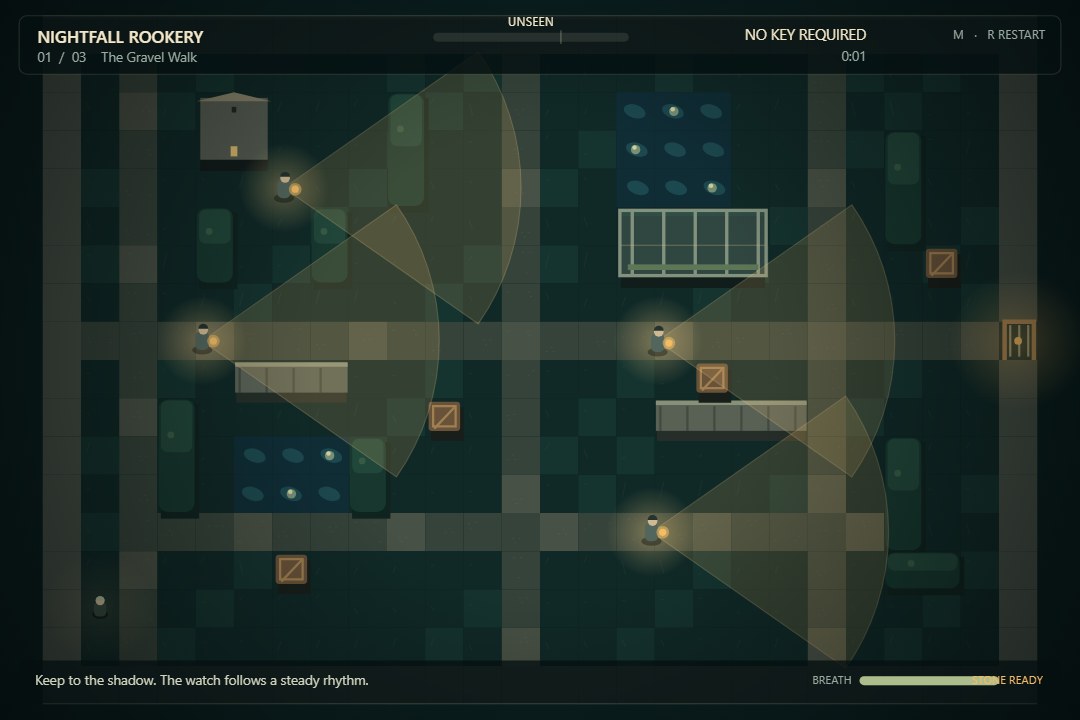 UNSEEN
NIGHTFALL ROOKERY
NO KEY REQUIRED
M · R RESTART
01 / 03 The Gravel Walk
0:01
Keep to the shadow. The watch follows a steady rhythm.
BREATH
STONE READY